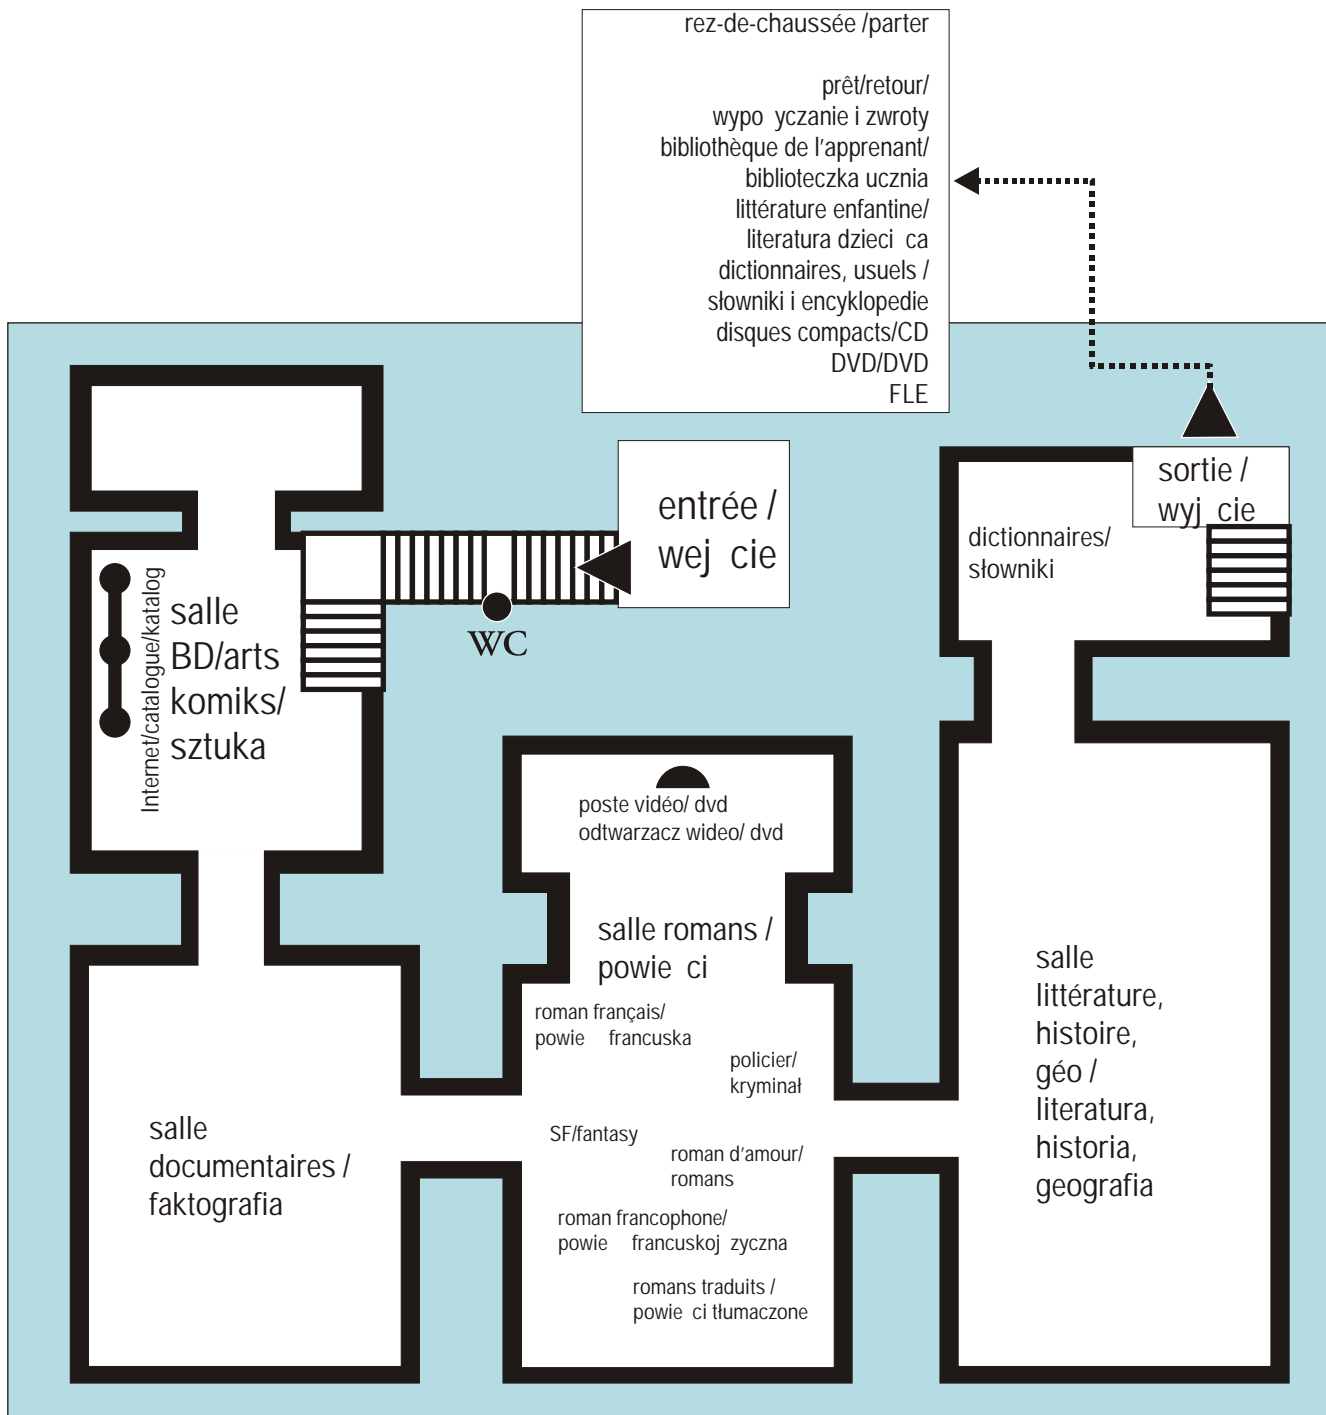 rez-de-chaussée /parter
prêt/retour/
wypo yczanie i zwroty
bibliothèque de l'apprenant/
biblioteczka ucznia
littérature enfantine/
literatura dzieci ca
dictionnaires, usuels /
słowniki i encyklopedie
disques compacts/CD
DVD/DVD
FLE
entrée /
wej cie
sortie /
wyj cie
dictionnaires/
słowniki
WC
Internet/catalogue/katalog
salle
BD/arts
komiks/
sztuka
poste vidéo/ dvd
odtwarzacz wideo/ dvd
salle romans /
powie ci
roman français/
powie francuska
policier/
kryminał
SF/fantasy
roman d'amour/
romans
roman francophone/
powie francuskoj zyczna
romans traduits /
powie ci tłumaczone
salle
documentaires /
faktografia
salle
littérature,
histoire,
géo /
literatura,
historia,
geografia